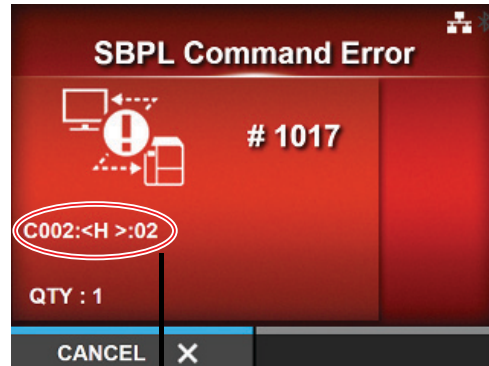 SBPL Command Error
# 1017
C002:<H >:02
QTY : 1
CANCEL